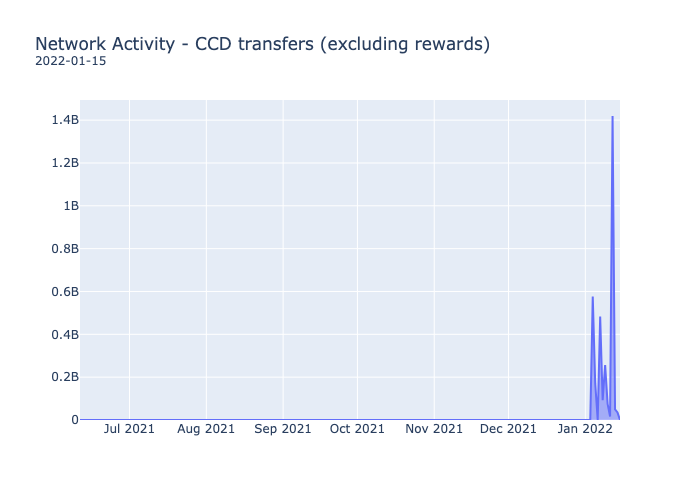 Network Activity - CCD transfers (excluding rewards)
2022-01-15
1.4B
1.2B
1B
0.8B
0.6B
0.4B
0.2B
0
Jul 2021 Aug 2021 Sep 2021 Oct 2021 Nov 2021 Dec 2021 Jan 2022